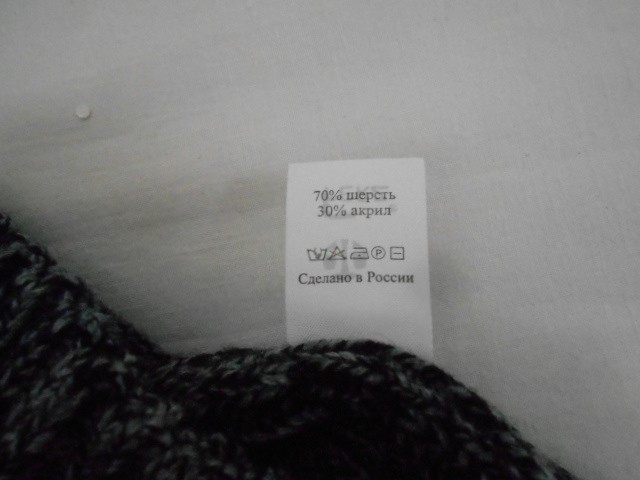 70% шерсть
30% акрил
P
Сделано в России